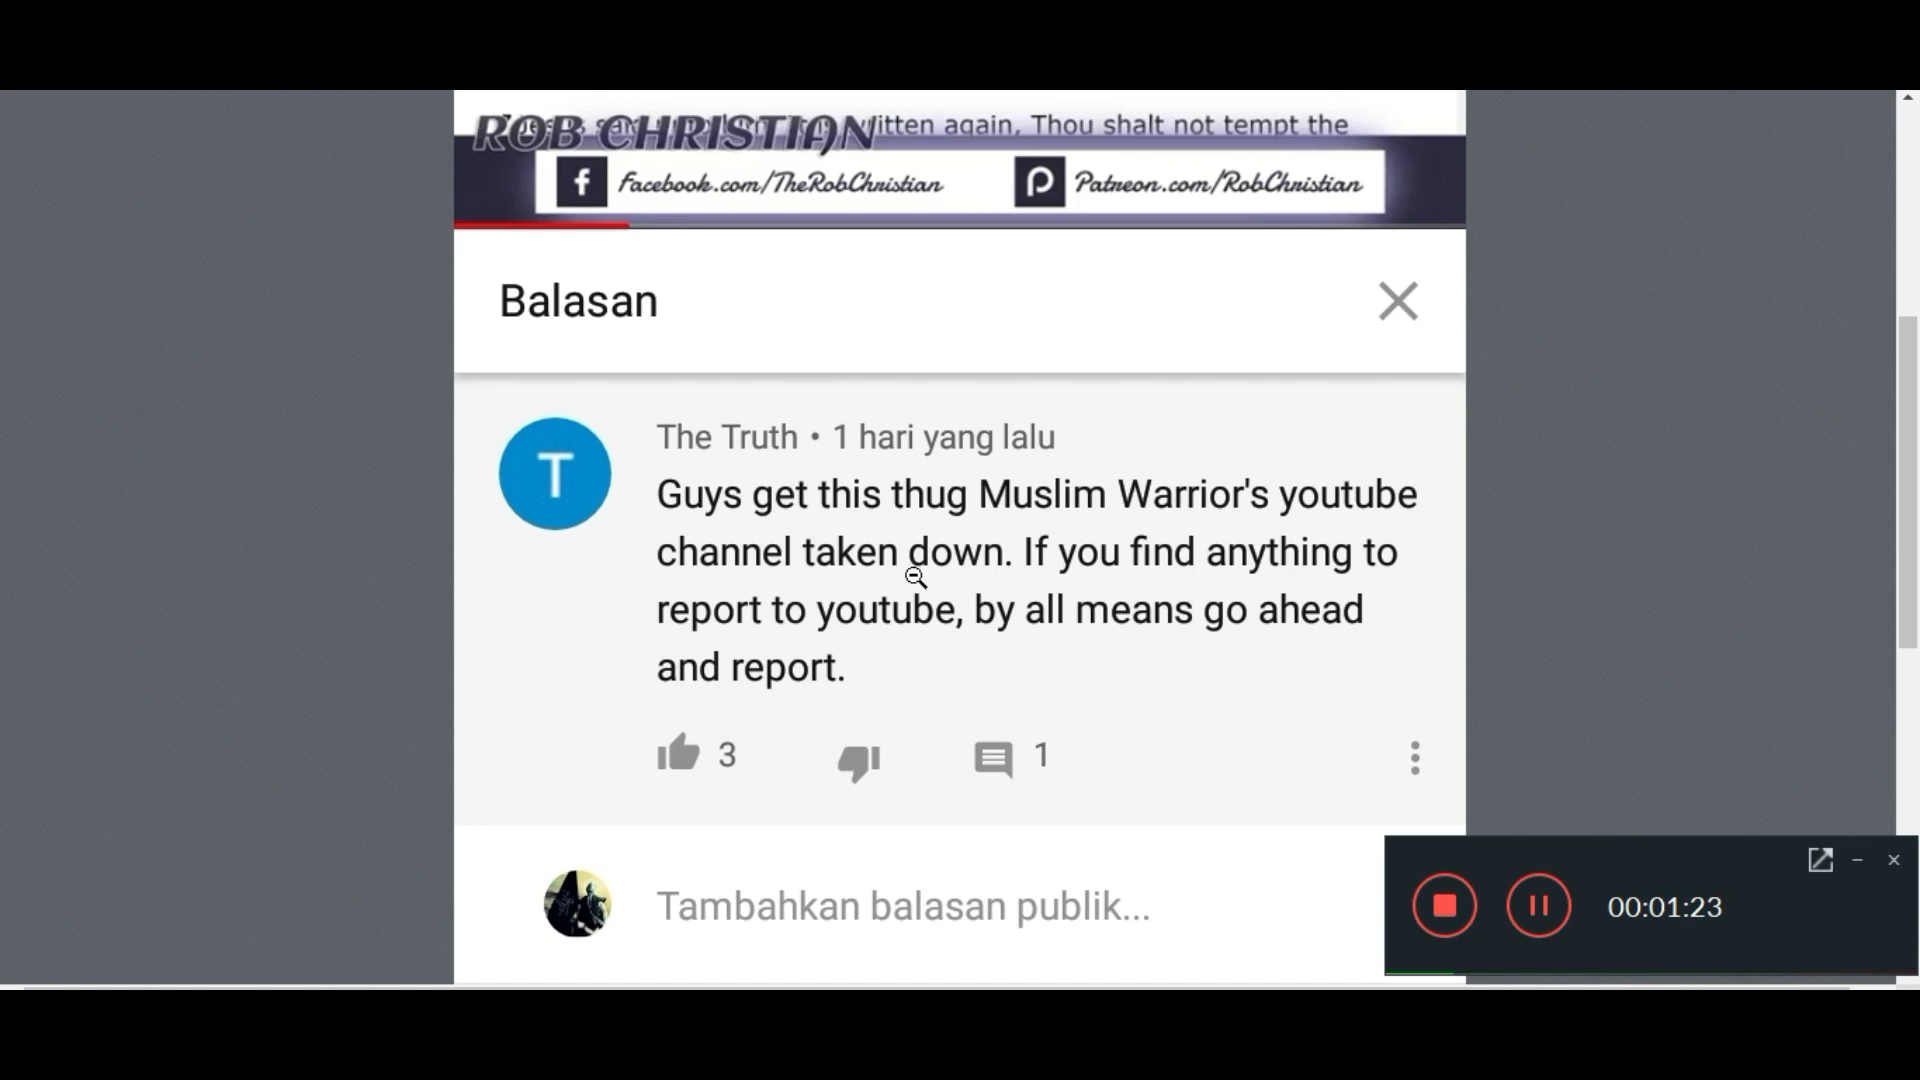 ROB CHRISTIAN
written again, Thou shalt not tempt the
Facebook.com/TheRobChristian
Patreon.com/RobChristian
Balasan
T
The Truth • 1 hari yang lalu
Guys get this thug Muslim Warrior's youtube
channel taken down. If you find anything to
report to youtube, by all means go ahead
and report.
3
1
Tambahkan balasan publik...
00:01:23